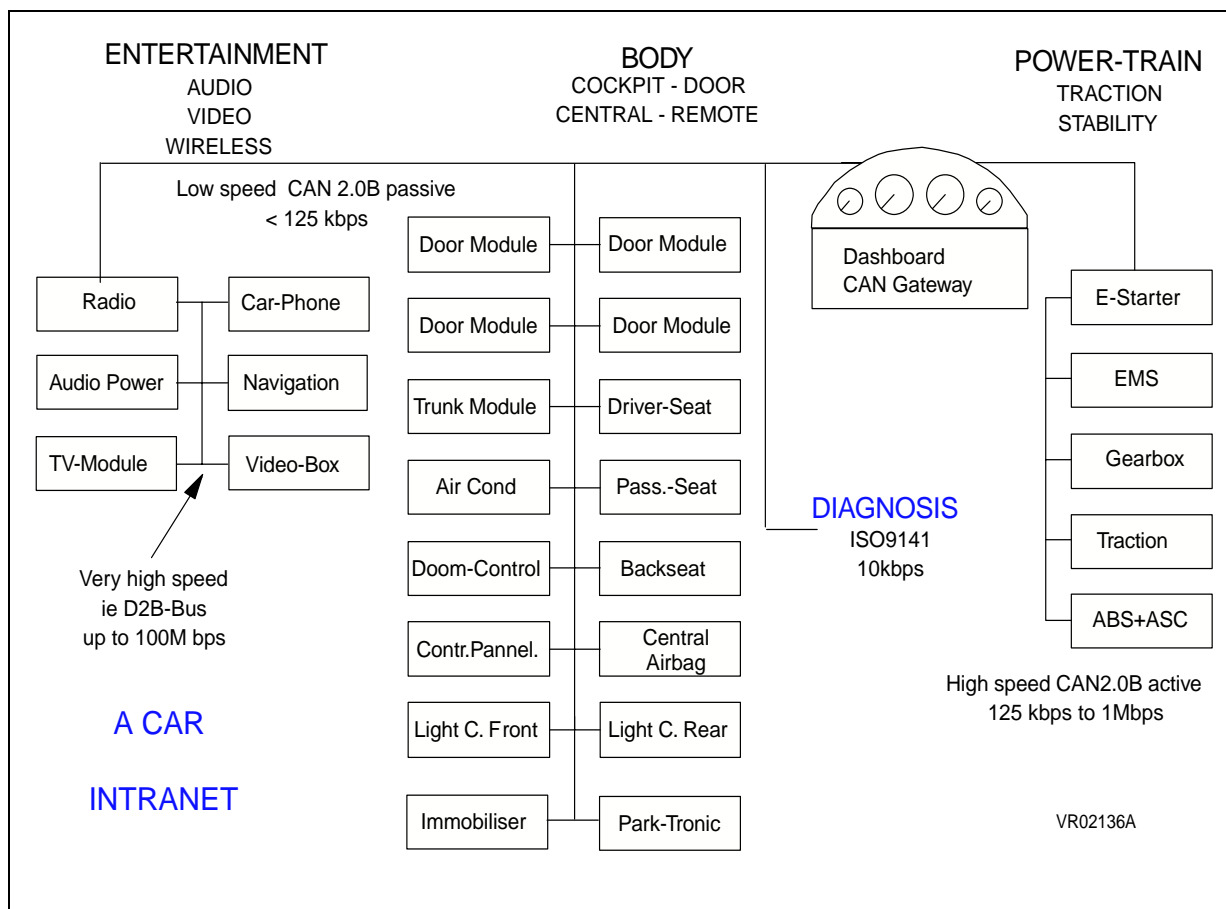 ENTERTAINMENT
AUDIO
VIDEO
WIRELESS
BODY
COCKPIT - DOOR
CENTRAL - REMOTE
POWER-TRAIN
TRACTION
STABILITY
Low speed CAN 2.0B passive
< 125 kbps
Dashboard
CAN Gateway
Radio
Car-Phone
Audio Power
Navigation
TV-Module
Video-Box
Very high speed
ie D2B-Bus
up to 100M bps
A CAR
INTRANET
Door Module
Door Module
Door Module
Door Module
Trunk Module
Driver-Seat
Air Cond
Pass.-Seat
Doom-Control
Backseat
Contr.Pannel.
Central
Airbag
Light C. Front
Light C. Rear
Immobiliser
Park-Tronic
DIAGNOSIS
ISO9141
10kbps
E-Starter
EMS
Gearbox
Traction
ABS+ASC
High speed CAN2.0B active
125 kbps to 1Mbps
VR02136A